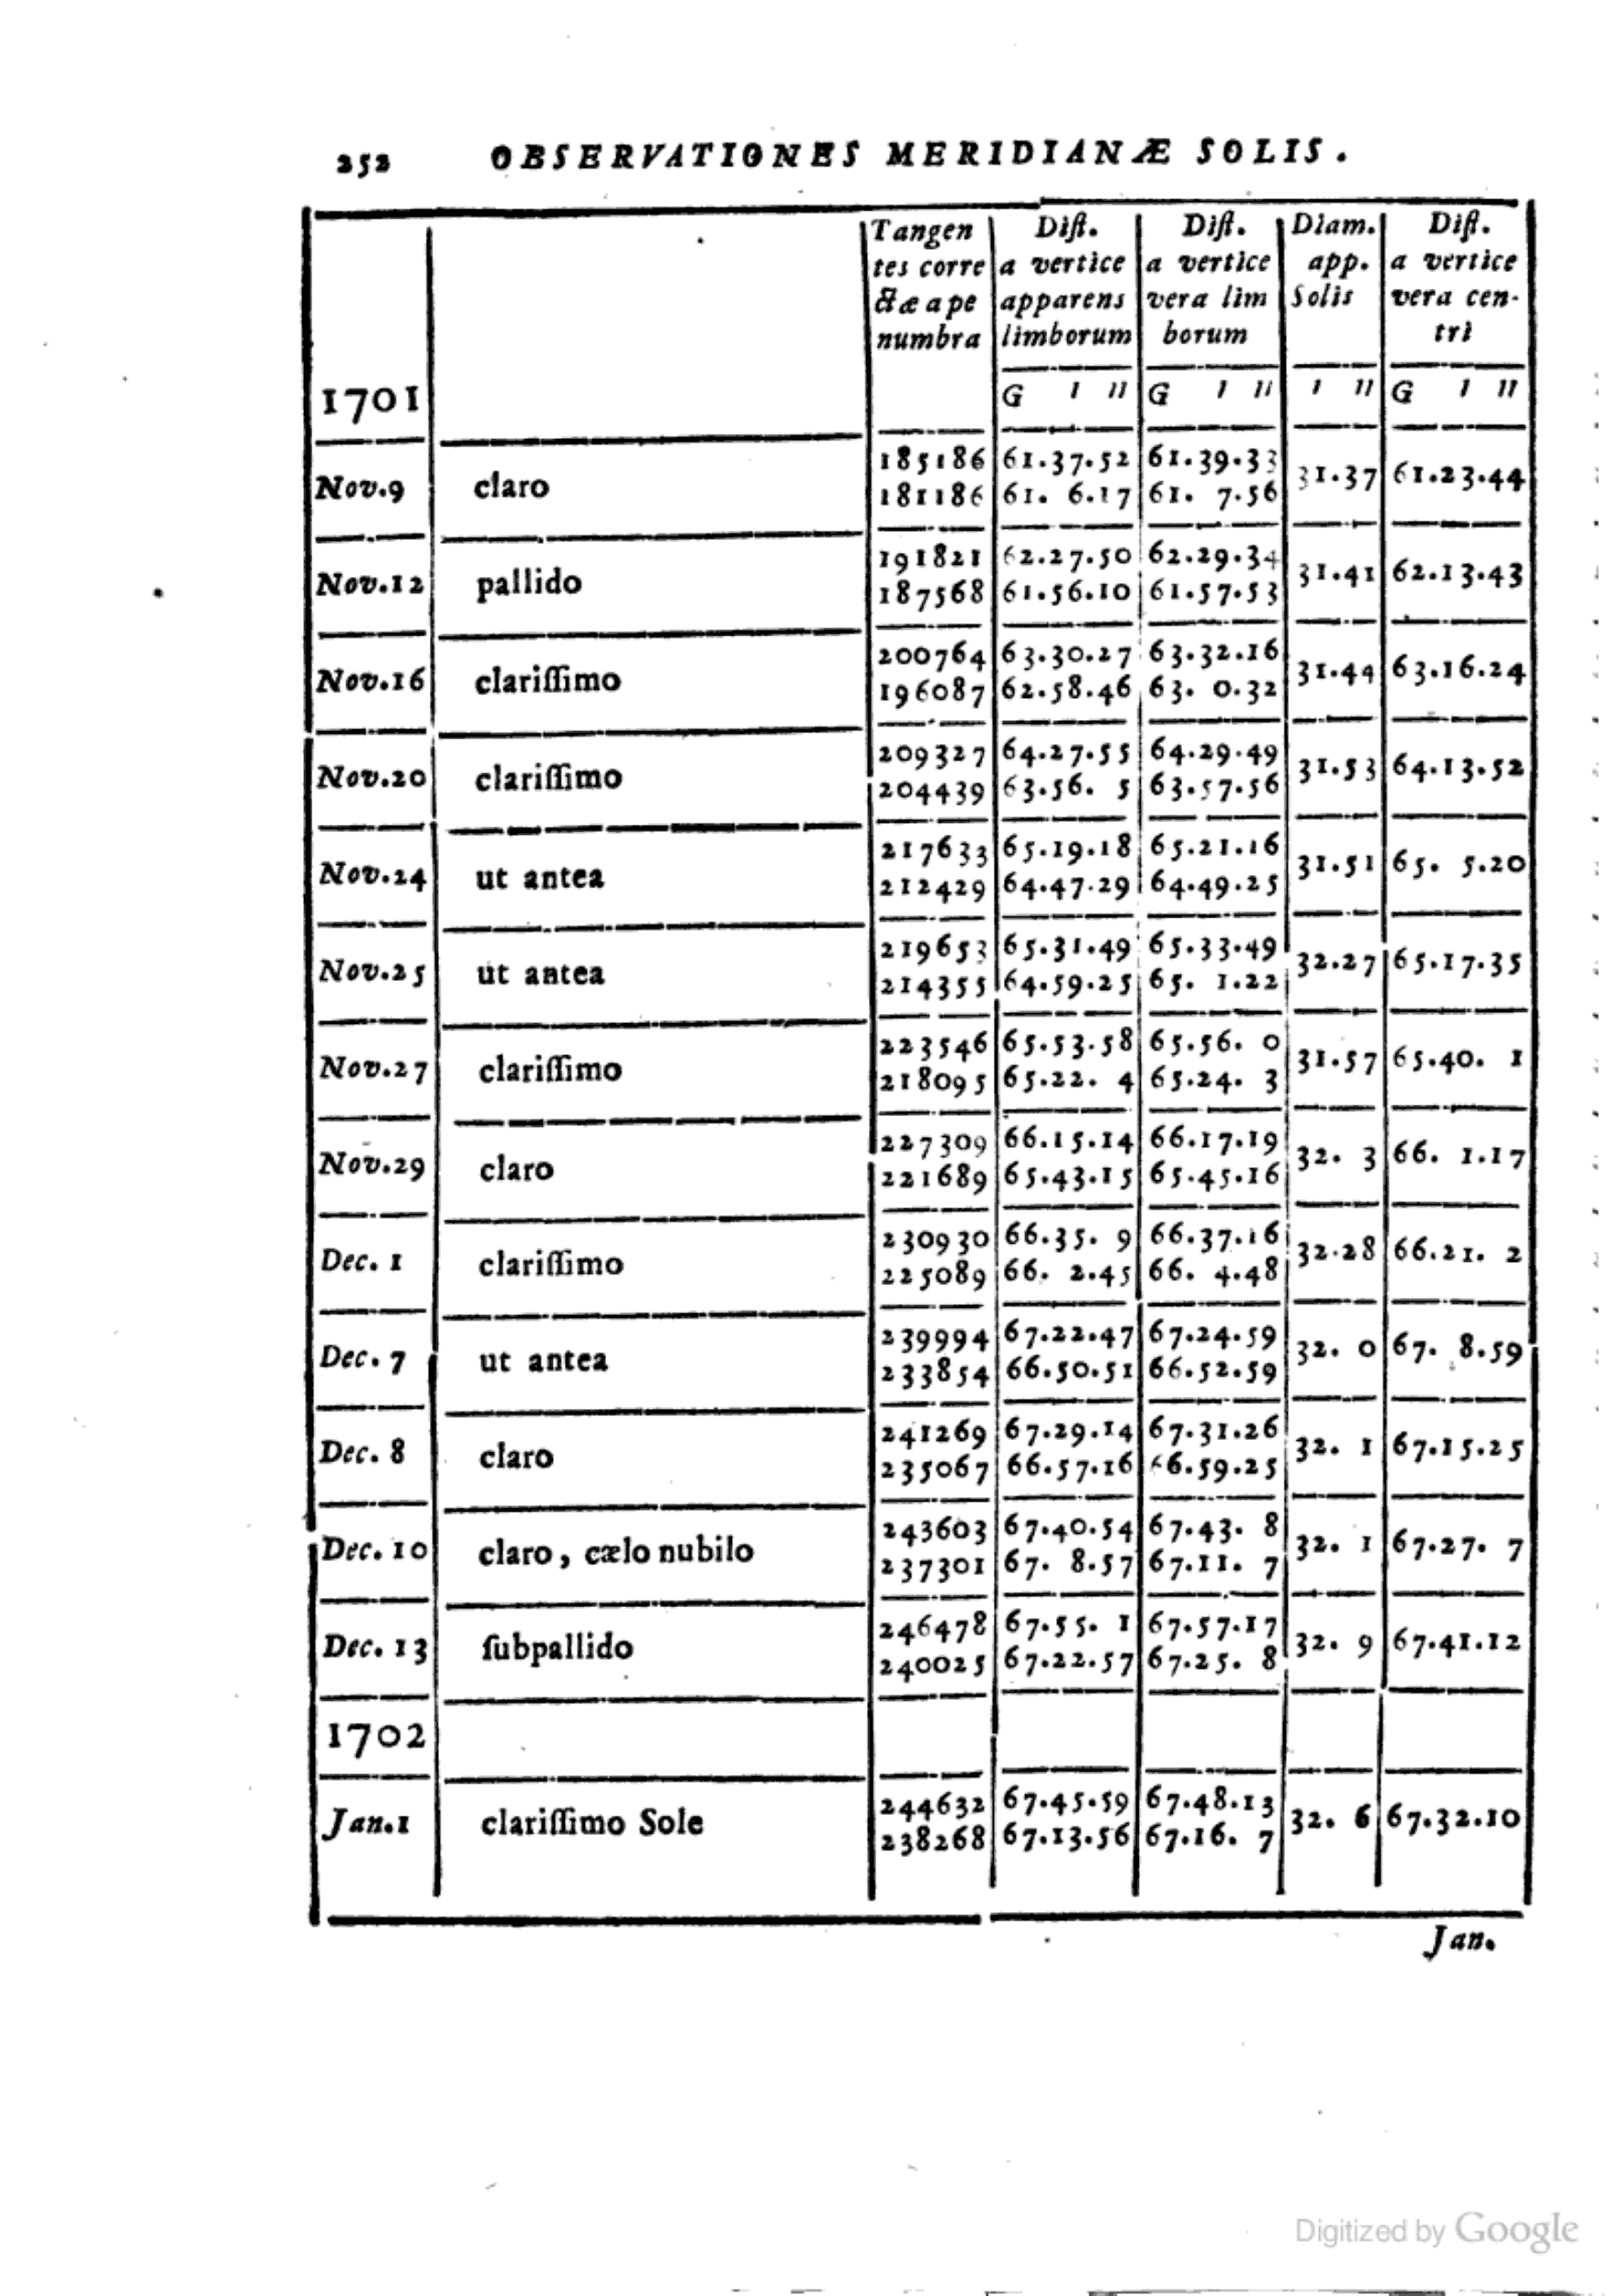 252 OBSERVATIONES MERIDIANÆ SOLIS.
Tangen Diſt. Diſt. Diam. Diſt.
tes corre a vertice a vertice app. a vertice
ctæ a pe apparens vera lim Solis vera cen-
numbra limborum borum tri
1701 G I II G I II I II G I II
185186 61.37.52 61.39.33
Nov.9 claro 31.37 61.23.44
181186 61. 6.17 61. 7.56
191821 62.27.50 62.29.34
Nov.12 pallido 31.41 62.13.43
187568 61.56.10 61.57.53
200764 63.30.27 63.32.16
Nov.16 clariſſimo 31.44 63.16.24
196087 62.58.46 63. 0.32
209327 64.27.55 64.29.49
Nov.20 clariſſimo 31.53 64.13.52
204439 63.56. 5 63.57.56
217633 65.19.18 65.21.16
Nov.24 ut antea 31.51 65. 5.20
212429 64.47.29 64.49.25
219653 65.31.49 65.33.49
Nov.25 ut antea 32.27 65.17.35
214355 64.59.25 65. 1.22
223546 65.53.58 65.56. 0
Nov.27 clariſſimo 31.57 65.40. 1
218095 65.22. 4 65.24. 3
227309 66.15.14 66.17.19
Nov.29 claro 32. 3 66. 1.17
221689 65.43.15 65.45.16
230930 66.35. 9 66.37.16
Dec. 1 clariſſimo 32.28 66.21. 2
225089 66. 2.45 66. 4.48
239994 67.22.47 67.24.59
Dec. 7 ut antea 32. 0 67. 8.59
233854 66.50.51 66.52.59
241269 67.29.14 67.31.26
Dec. 8 claro 32. 1 67.15.25
235067 66.57.16 66.59.25
243603 67.40.54 67.43. 8
Dec. 10 claro, cælo nubilo 32. 1 67.27. 7
237301 67. 8.57 67.11. 7
246478 67.55. 1 67.57.17
Dec. 13 ſubpallido 32. 9 67.41.12
240025 67.22.57 67.25. 8
1702
244632 67.45.59 67.48.13
Jan.1 clariſſimo Sole 32. 6 67.32.10
238268 67.13.56 67.16. 7
Jan.
Digitized by Google